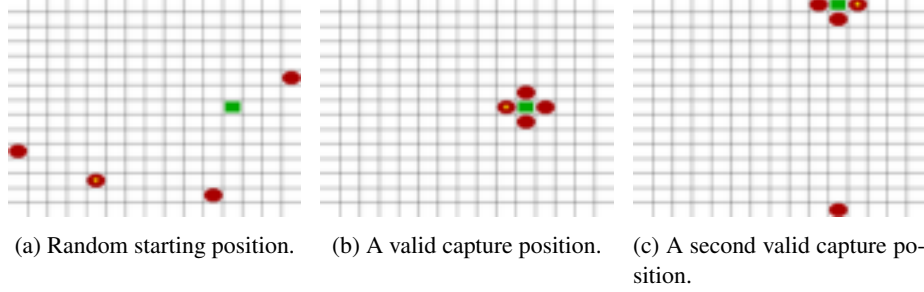 (a) Random starting position.
(b) A valid capture position.
(c) A second valid capture po-
sition.